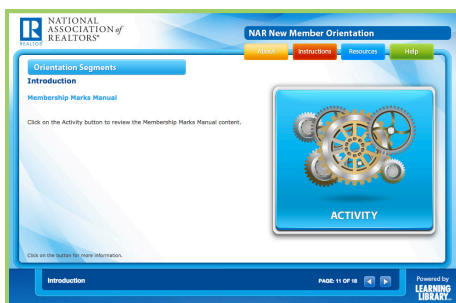 NATIONAL
ASSOCIATION of
REALTORS®
REALTOR
NAR New Member Orientation
About
Instructions
Resources
Help
Orientation Segments
Introduction
Membership Marks Manual
Click on the Activity button to review the Membership Marks Manual content.
ACTIVITY
Click on the button for more information.
Introduction
PAGE: 11 OF 18
Powered by
LEARNING
LIBRARY